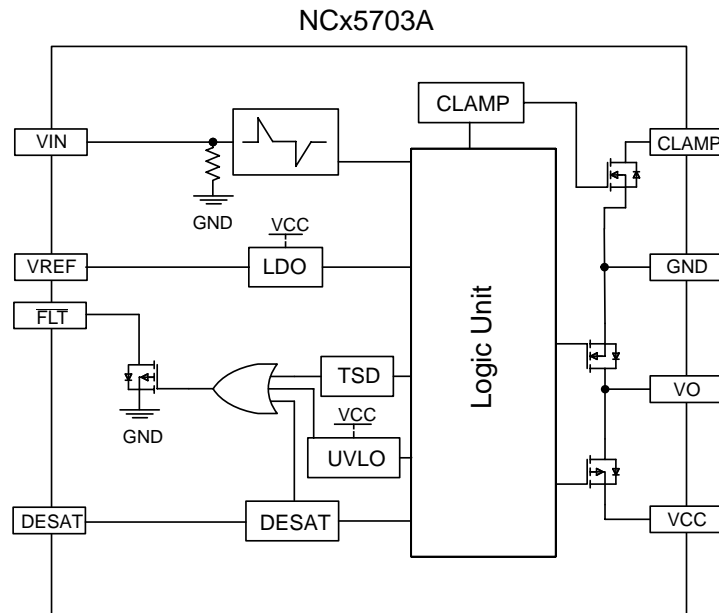 NCx5703A
CLAMP
VIN
CLAMP
GND
VCC
VREF
LDO
GND
FLT
Logic Unit
TSD
VO
GND
VCC
UVLO
DESAT
DESAT
VCC